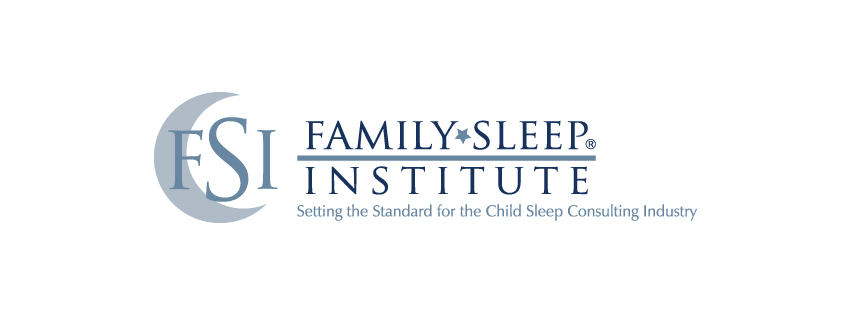 FSI
FAMILY SLEEP®
INSTITUTE
Setting the Standard for the Child Sleep Consulting Industry